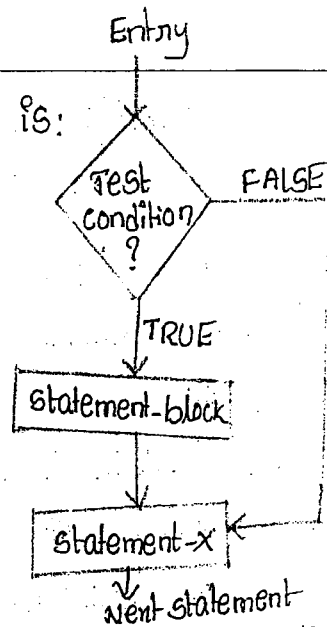 Entry
is:
Test
condition
?
FALSE
TRUE
statement-block
statement-x
Next statement